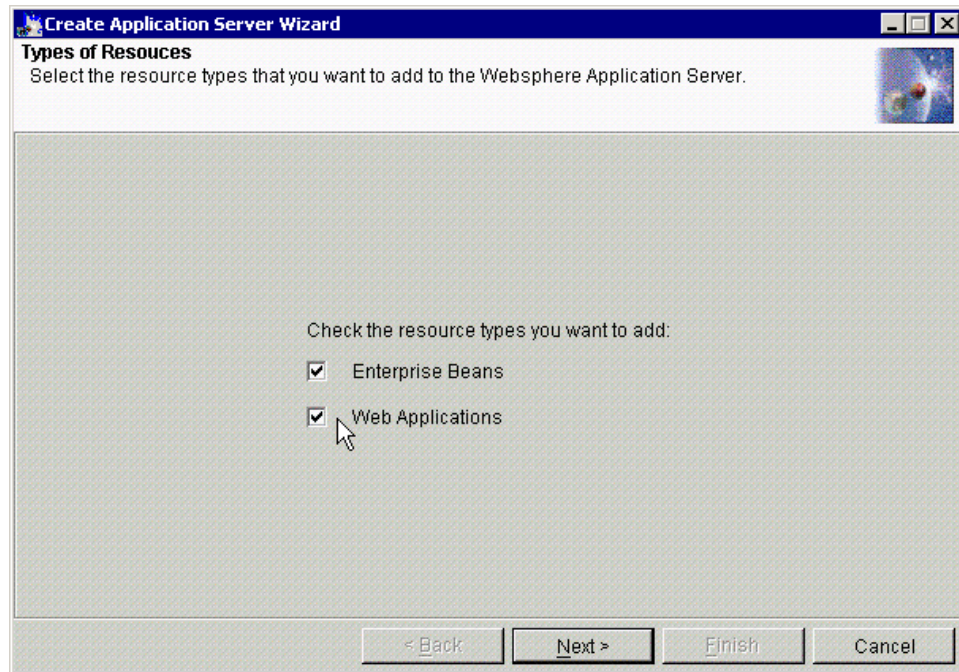 Create Application Server Wizard
Types of Resouces
Select the resource types that you want to add to the Websphere Application Server.
Check the resource types you want to add:
Enterprise Beans
Web Applications
< Back Next > Finish Cancel